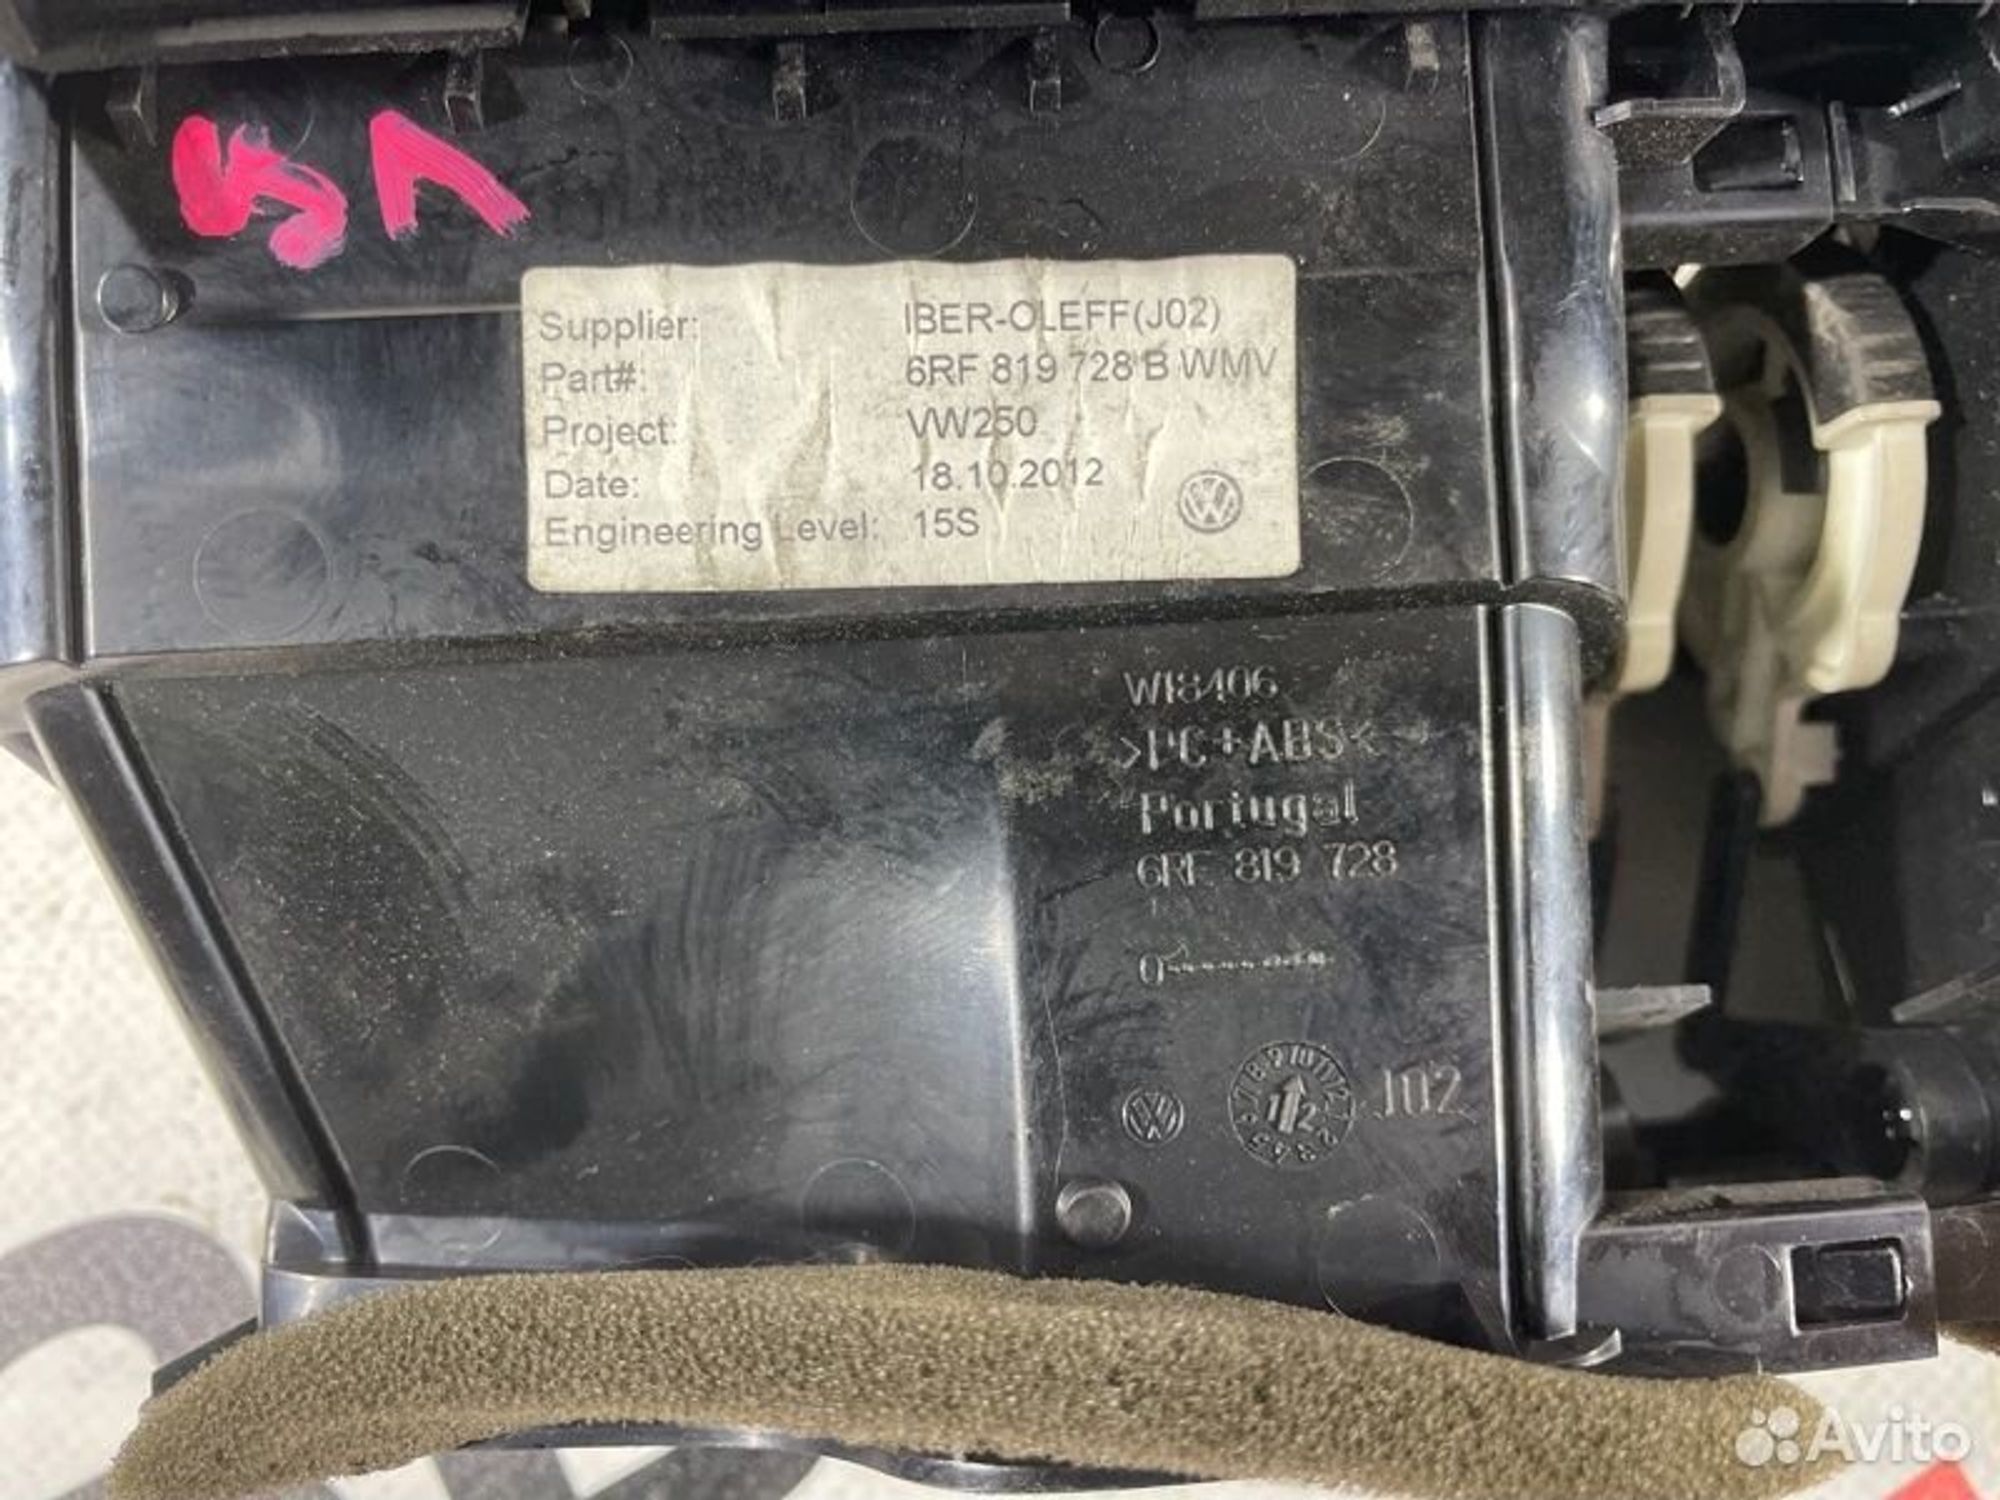 Supplier: IBER-OLEFF(J02)
Part#: 6RF 819 728 B WMV
Project: VW250
Date: 18.10.2012
Engineering Level: 15S
W18406
>PC+ABS<
Portugal
6RF 819 728
J02
12
Avito